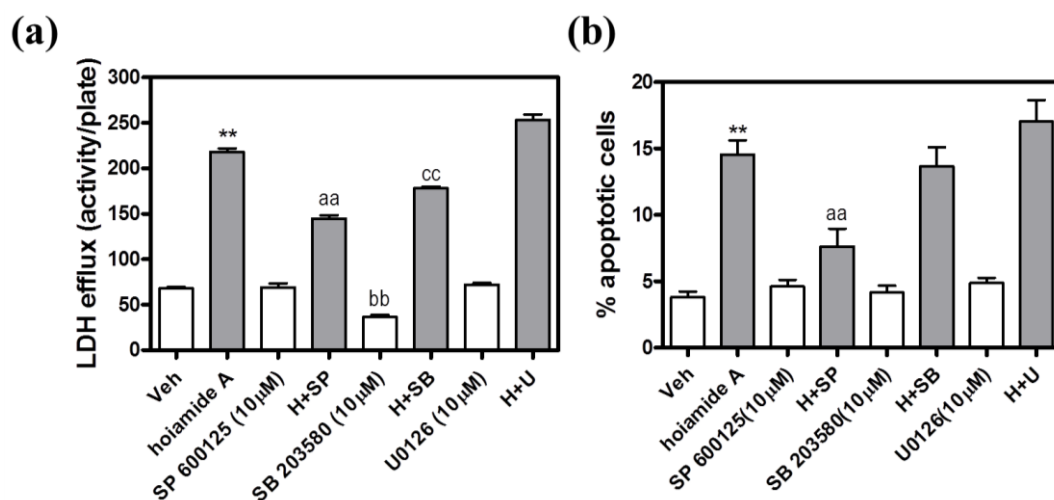 (a)
LDH efflux (activity/plate)
300
250
200
150
100
50
0
**
aa
bb
cc
Veh
hoiamide A
SP 600125 (10μM)
H+SP
SB 203580 (10μM)
H+SB
U0126 (10μM)
H+U
(b)
% apoptotic cells
20
15
10
5
0
**
aa
Veh
hoiamide A
SP 600125(10μM)
H+SP
SB 203580(10μM)
H+SB
U0126(10μM)
H+U